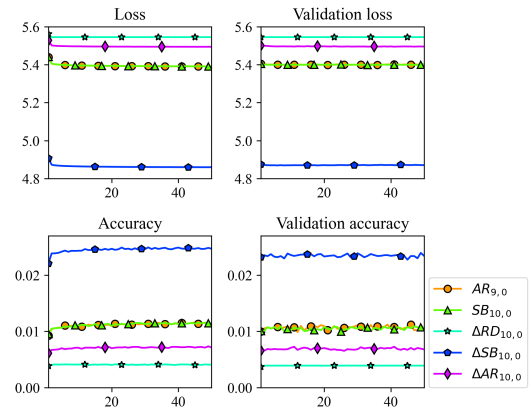 Loss
Validation loss
5.6
5.4
5.2
5.0
4.8
20
40
5.6
5.4
5.2
5.0
4.8
20
40
Accuracy
Validation accuracy
0.02
0.01
0.00
20
40
0.02
0.01
0.00
20
40
AR9,0
SB10,0
ΔRD10,0
ΔSB10,0
ΔAR10,0